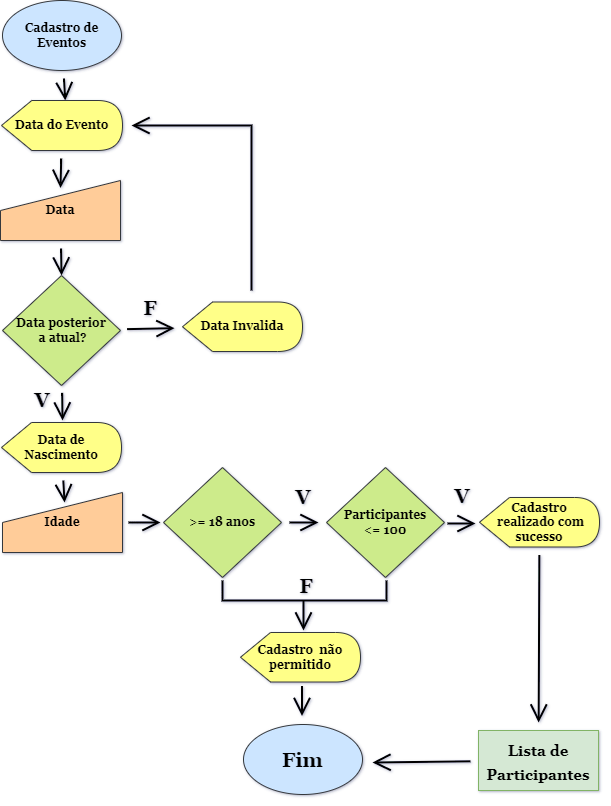 Cadastro de
Eventos
Data do Evento
Data
Data posterior
a atual?
F
Data Invalida
V
Data de
Nascimento
Idade
>= 18 anos
V
Participantes
<= 100
V
Cadastro
realizado com
sucesso
F
Cadastro não
permitido
Fim
Lista de
Participantes